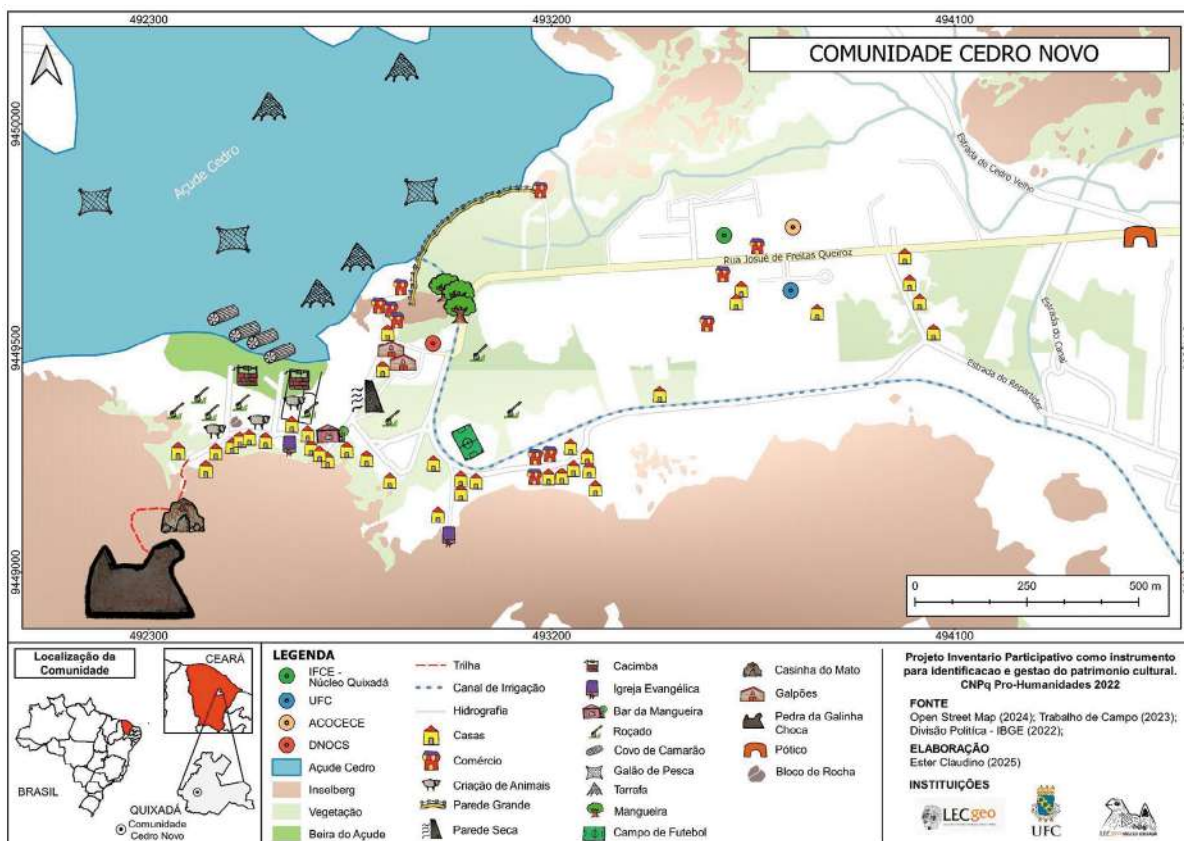 492300
493200
494100
COMUNIDADE CEDRO NOVO
9450000
9449500
9449000
Açude Cedro
Estrada do Cedro Velho
Rua Josué de Freitas Queiroz
Estrada do Canal
Estrada do Repartidor
0 250 500 m
492300
493200
494100
Localização da
Comunidade
CEARÁ
BRASIL
QUIXADÁ
Comunidade
Cedro Novo
LEGENDA
IFCE -
Núcleo Quixadá
UFC
ACOCECE
DNOCS
Açude Cedro
Inselberg
Vegetação
Beira do Açude
Trilha
Canal de Irrigação
Hidrografia
Casas
Comércio
Criação de Animais
Parede Grande
Parede Seca
Cacimba
Igreja Evangélica
Bar da Mangueira
Roçado
Covo de Camarão
Galão de Pesca
Tarrafa
Mangueira
Campo de Futebol
Casinha do Mato
Galpões
Pedra da Galinha
Choca
Pótico
Bloco de Rocha
Projeto Inventario Participativo como instrumento
para identificacao e gestao do patrimonio cultural.
CNPq Pro-Humanidades 2022
FONTE
Open Street Map (2024); Trabalho de Campo (2023);
Divisão Política - IBGE (2022);
ELABORAÇÃO
Ester Claudino (2025)
INSTITUIÇÕES
LECgeo
UFC